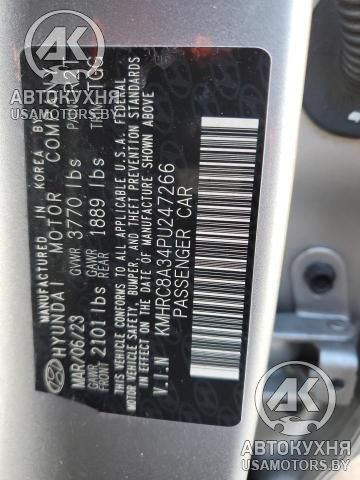 MANUFACTURED IN KOREA BY
HYUNDAI MOTOR COMPANY
MAR/06/23 GVWR 3770 lbs
GAWR FRONT 2101 lbs GAWR REAR 1889 lbs
THIS VEHICLE CONFORMS TO ALL APPLICABLE U.S.A. FEDERAL
MOTOR VEHICLE SAFETY, BUMPER, AND THEFT PREVENTION STANDARDS
IN EFFECT ON THE DATE OF MANUFACTURE SHOWN ABOVE
V.I.N KMHRC8A34PU247266
PASSENGER CAR
AK
АВТОКУХНЯ
USAMOTORS.BY
AK
АВТОКУХНЯ
USAMOTORS.BY